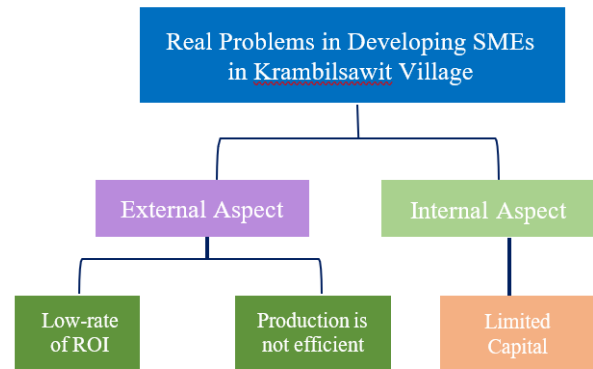 Real Problems in Developing SMEs
in Krambilsawit Village
External Aspect
Internal Aspect
Low-rate
of ROI
Production is
not efficient
Limited
Capital